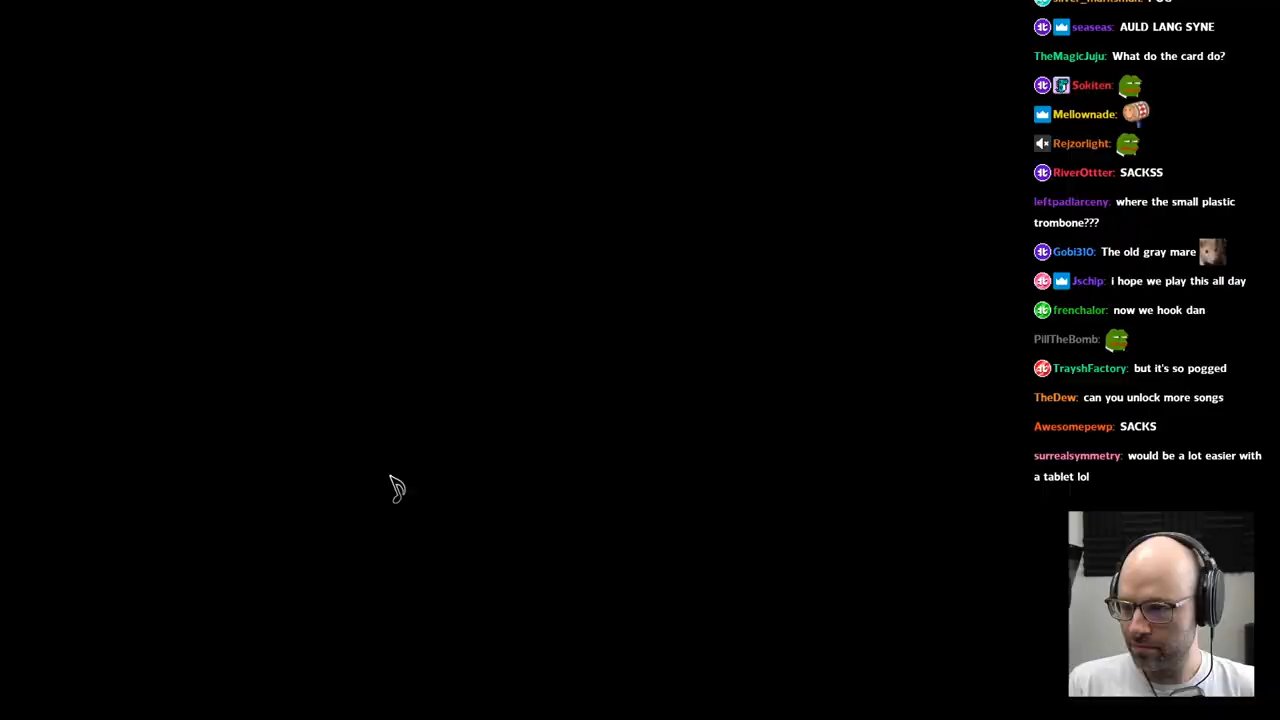 seaseas: AULD LANG SYNE
TheMagicJuju: What do the card do?
Sokiten:
Mellownade:
Rejzorlight:
RiverOttter: SACKSS
leftpadlarceny: where the small plastic
trombone???
Gobi310: The old gray mare
Jschip: i hope we play this all day
frenchalor: now we hook dan
PillTheBomb:
TrayshFactory: but it's so pogged
TheDew: can you unlock more songs
Awesomepewp: SACKS
surrealsymmetry: would be a lot easier with
a tablet lol